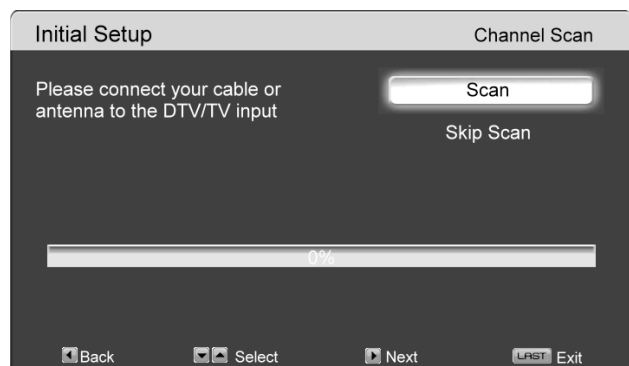 Initial Setup
Channel Scan
Please connect your cable or
antenna to the DTV/TV input
Scan
Skip Scan
0%
Back
Select
Next
LAST Exit